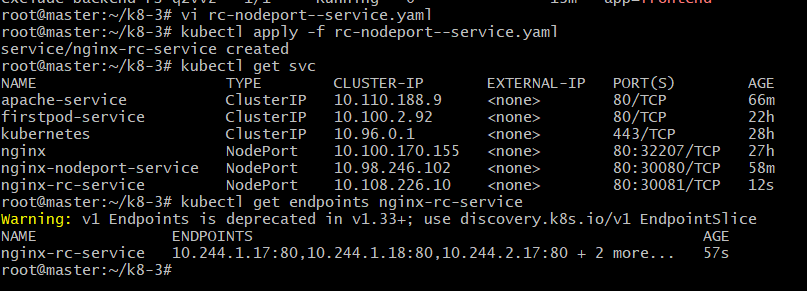 root@master:~/k8-3# vi rc-nodeport--service.yaml
root@master:~/k8-3# kubectl apply -f rc-nodeport--service.yaml
service/nginx-rc-service created
root@master:~/k8-3# kubectl get svc
NAME                     TYPE        CLUSTER-IP       EXTERNAL-IP   PORT(S)        AGE
apache-service           ClusterIP   10.110.188.9     <none>        80/TCP         66m
firstpod-service         ClusterIP   10.100.2.92      <none>        80/TCP         22h
kubernetes               ClusterIP   10.96.0.1        <none>        443/TCP        28h
nginx                    NodePort    10.100.170.155   <none>        80:32207/TCP   27h
nginx-nodeport-service   NodePort    10.98.246.102    <none>        80:30080/TCP   58m
nginx-rc-service         NodePort    10.108.226.10    <none>        80:30081/TCP   12s
root@master:~/k8-3# kubectl get endpoints nginx-rc-service
Warning: v1 Endpoints is deprecated in v1.33+; use discovery.k8s.io/v1 EndpointSlice
NAME               ENDPOINTS                                                  AGE
nginx-rc-service   10.244.1.17:80,10.244.1.18:80,10.244.2.17:80 + 2 more...   57s
root@master:~/k8-3#